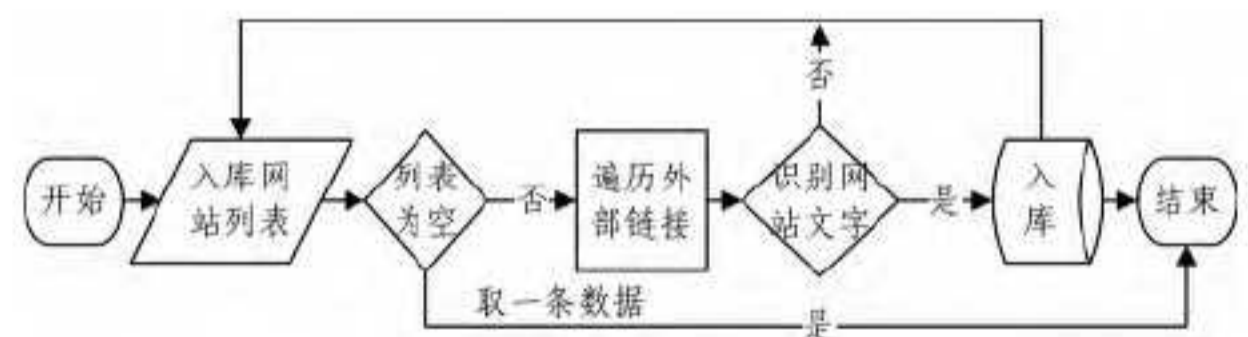 否
开始
入库网
站列表
列表
为空
否
遍历外
部链接
识别网
站文字
是
入
库
结束
取一条数据
是